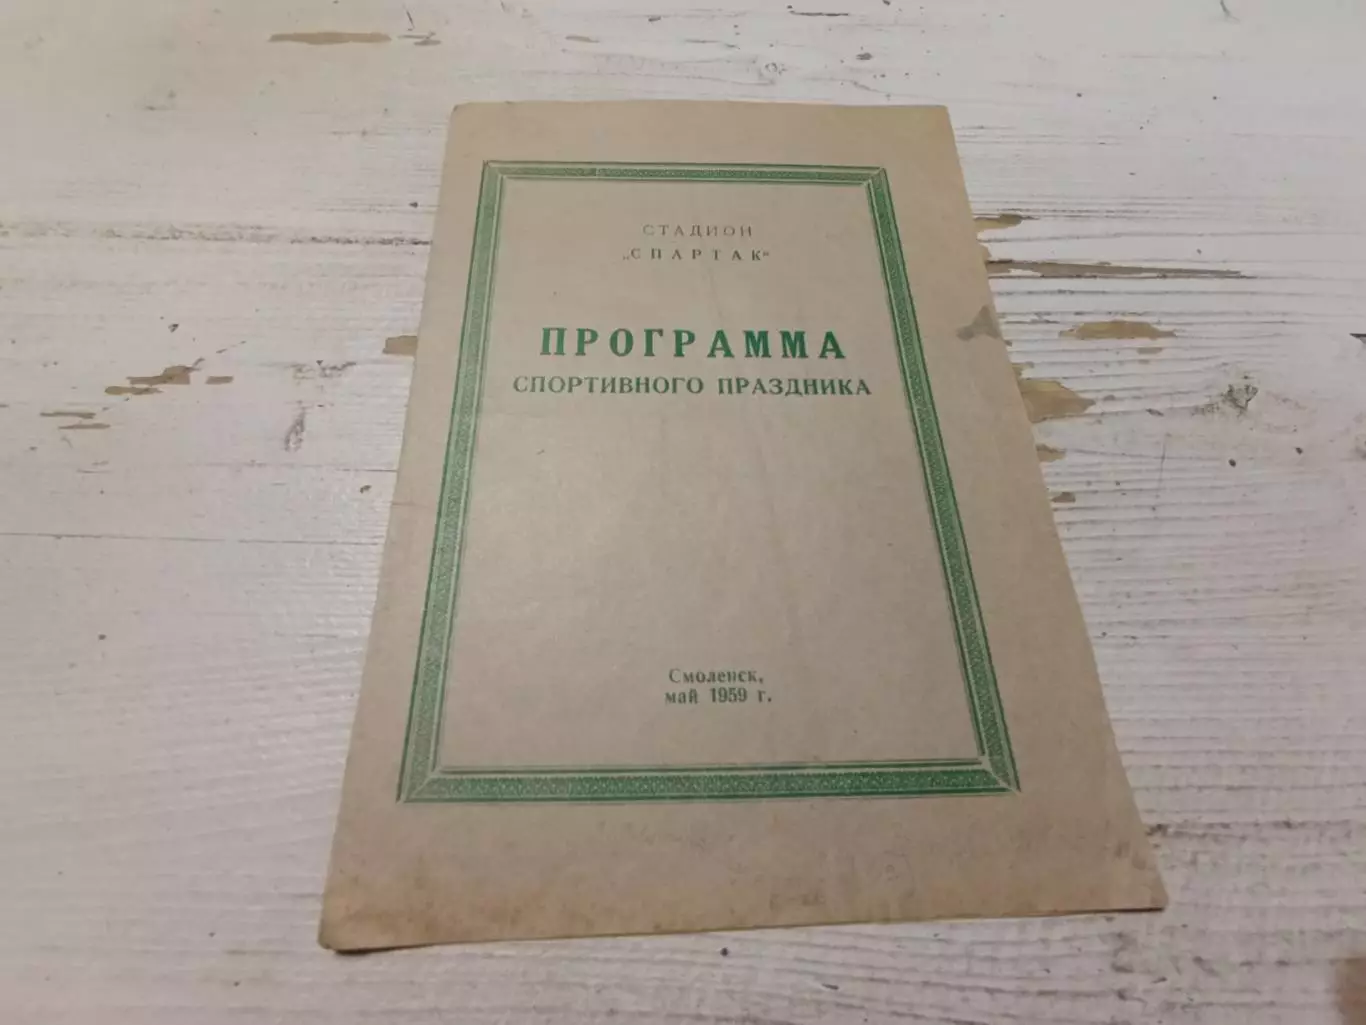 СТАДИОН
„СПАРТАК“
ПРОГРАММА
СПОРТИВНОГО ПРАЗДНИКА
Смоленск,
май 1959 г.